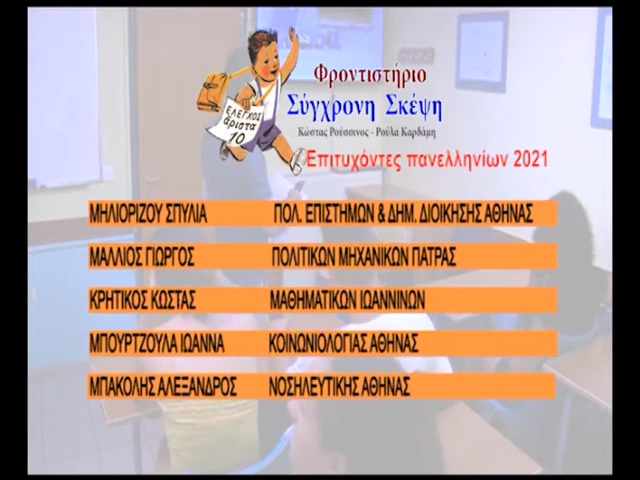 ΕΛΕΓΧΟΣ
άριστα
10
Φροντιστήριο
Σύγχρονη Σκέψη
Κώστας Ρούσσινος - Ρούλα Καρδάμη
Επιτυχόντες πανελληνίων 2021
ΜΗΛΙΟΡΙΖΟΥ ΣΠΥΛΙΑ ΠΟΛ. ΕΠΙΣΤΗΜΩΝ & ΔΗΜ. ΔΙΟΙΚΗΣΗΣ ΑΘΗΝΑΣ
ΜΑΛΛΙΟΣ ΓΙΩΡΓΟΣ ΠΟΛΙΤΙΚΩΝ ΜΗΧΑΝΙΚΩΝ ΠΑΤΡΑΣ
ΚΡΗΤΙΚΟΣ ΚΩΣΤΑΣ ΜΑΘΗΜΑΤΙΚΩΝ ΙΩΑΝΝΙΝΩΝ
ΜΠΟΥΡΤΖΟΥΛΑ ΙΩΑΝΝΑ ΚΟΙΝΩΝΙΟΛΟΓΙΑΣ ΑΘΗΝΑΣ
ΜΠΑΚΟΛΗΣ ΑΛΕΞΑΝΔΡΟΣ ΝΟΣΗΛΕΥΤΙΚΗΣ ΑΘΗΝΑΣ